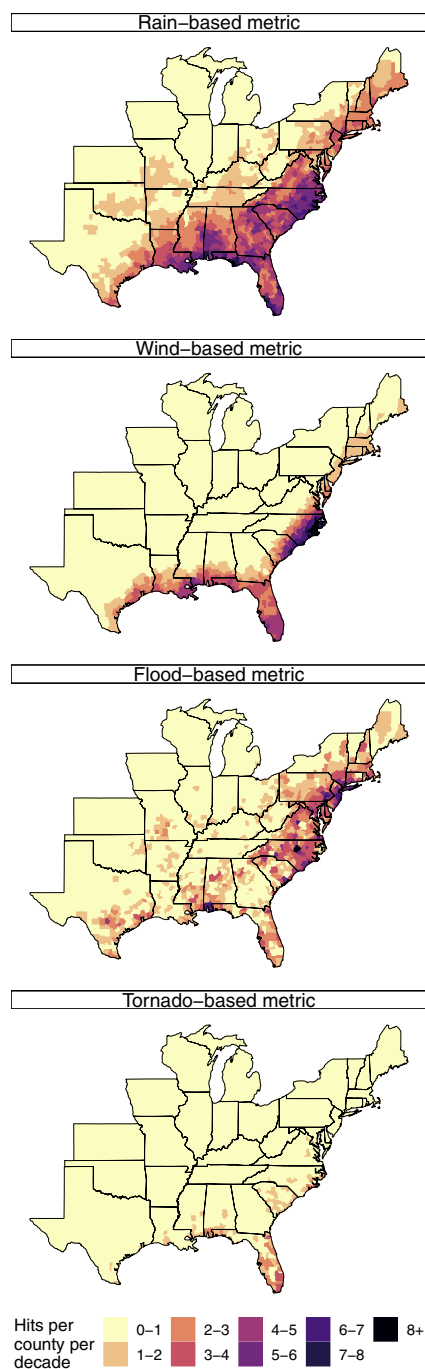 Rain−based metric
Wind−based metric
Flood−based metric
Tornado−based metric
Hits per
county per
decade
0−1 2−3 4−5 6−7 8+
1−2 3−4 5−6 7−8